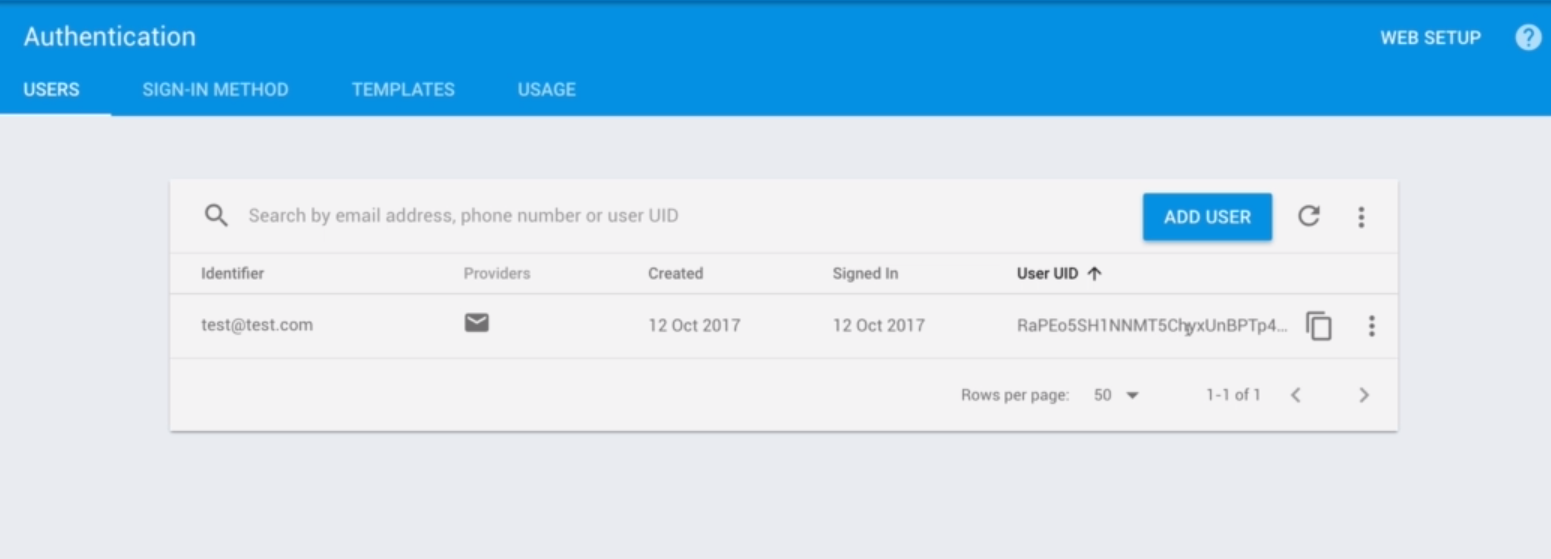 Authentication
WEB SETUP
USERS SIGN-IN METHOD TEMPLATES USAGE
Search by email address, phone number or user UID
ADD USER
Identifier Providers Created Signed In User UID
test@test.com 12 Oct 2017 12 Oct 2017
Rows per page: 50 1-1 of 1